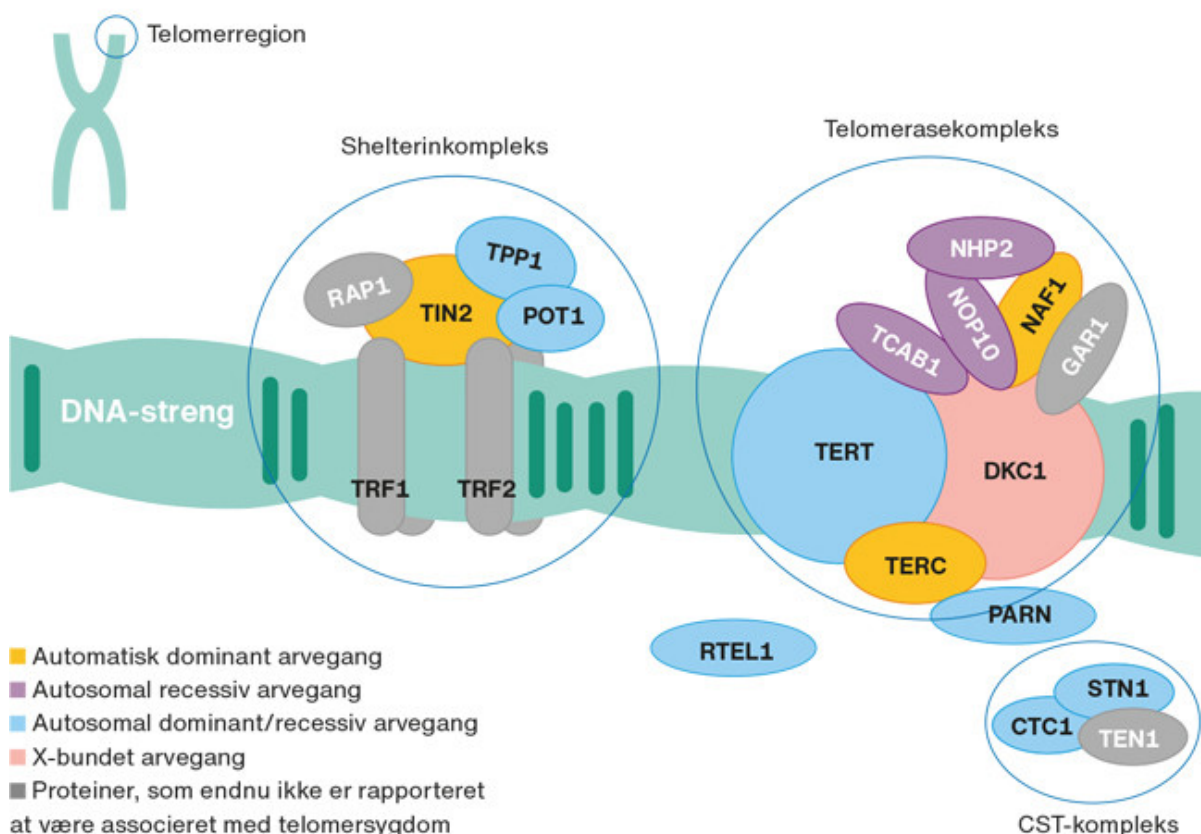 Telomerregion
Shelterinkompleks
Telomerasekompleks
RAP1
TIN2
TPP1
POT1
NHP2
NOP10
NAF1
GAR1
TCAB1
DNA-streng
TRF1
TRF2
TERT
DKC1
TERC
PARN
RTEL1
STN1
CTC1
TEN1
CST-kompleks
Automatisk dominant arvegang
Autosomal recessiv arvegang
Autosomal dominant/recessiv arvegang
X-bundet arvegang
Proteiner, som endnu ikke er rapporteret
at være associeret med telomersygdom